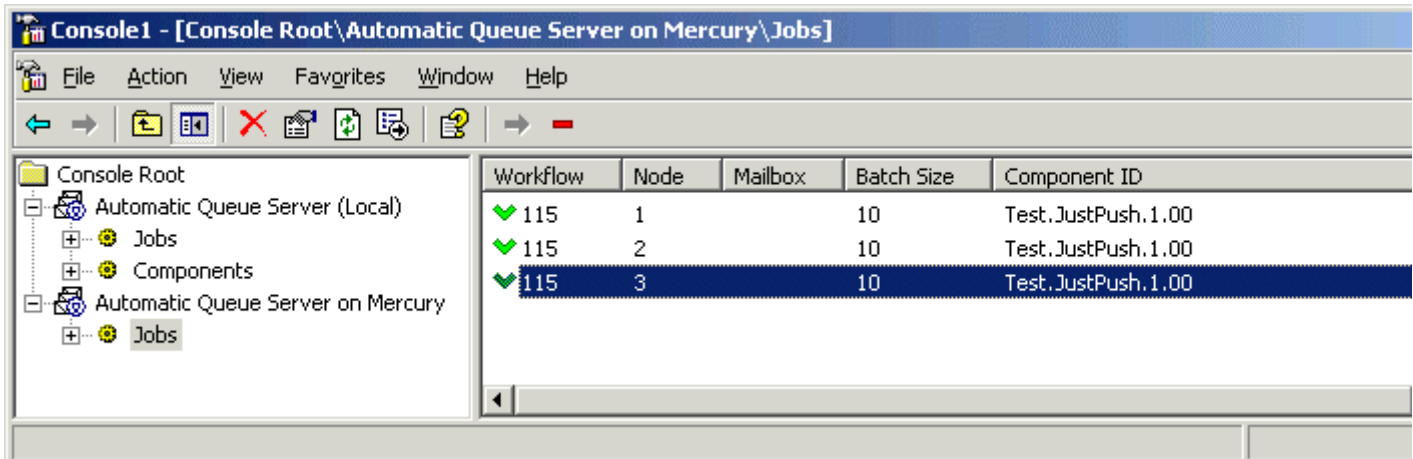 Console1 - [Console Root\Automatic Queue Server on Mercury\Jobs]
File Action View Favorites Window Help
Console Root
Automatic Queue Server (Local)
Jobs
Components
Automatic Queue Server on Mercury
Jobs
Workflow Node Mailbox Batch Size Component ID
115 1 10 Test.JustPush.1.00
115 2 10 Test.JustPush.1.00
115 3 10 Test.JustPush.1.00